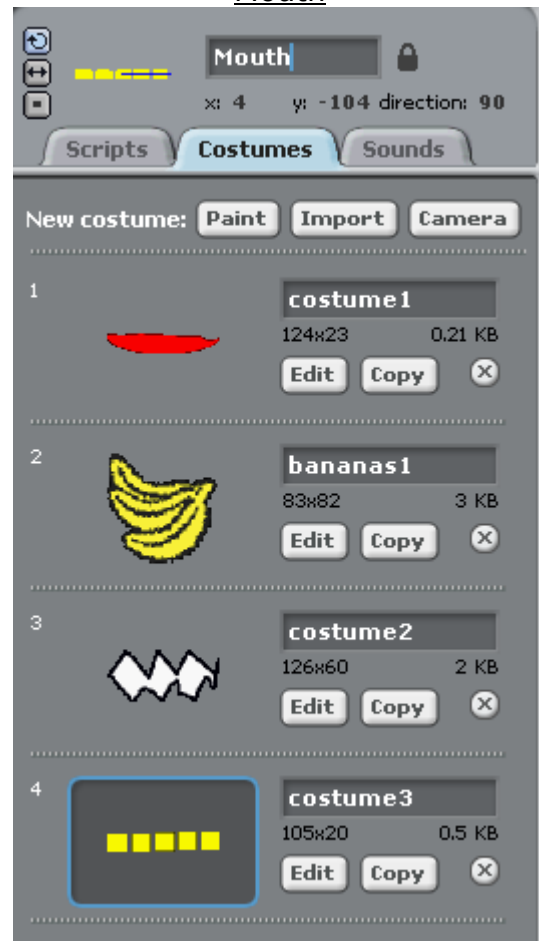 Mouth
Mouth
x: 4 y: -104 direction: 90
Scripts Costumes Sounds
New costume: Paint Import Camera
1
costume1
124x23 0.21 KB
Edit Copy
2
bananas1
83x82 3 KB
Edit Copy
3
costume2
126x60 2 KB
Edit Copy
4
costume3
105x20 0.5 KB
Edit Copy